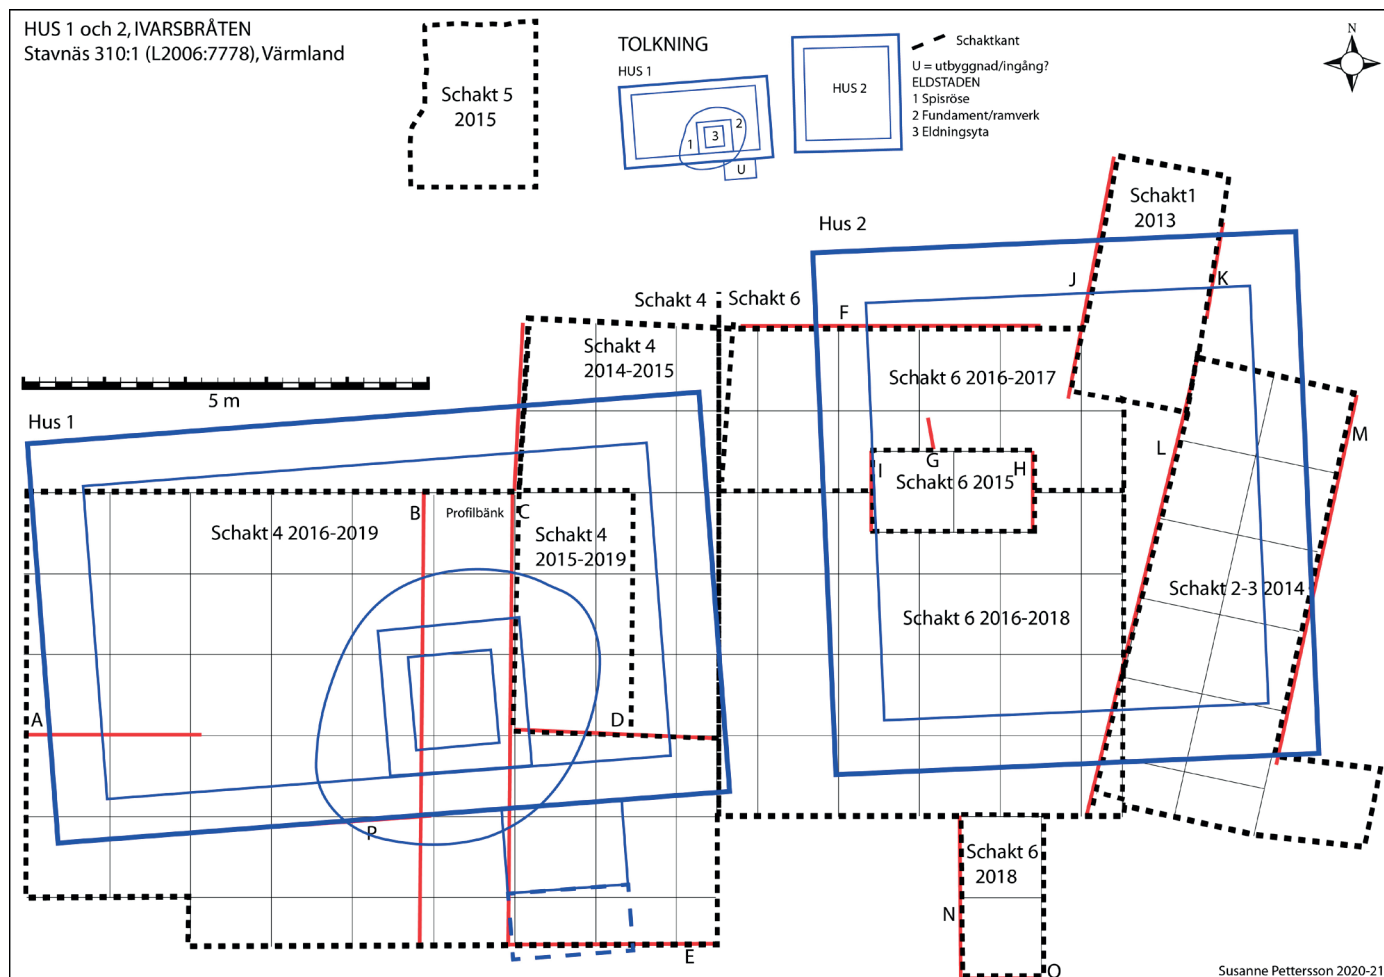 HUS 1 och 2, IVARSBRÅTEN
Stavnäs 310:1 (L2006:7778), Värmland
Schakt 5
2015
TOLKNING
HUS 1
1
2
3
U
HUS 2
Schaktkant
U = utbyggnad/ingång?
ELDSTADEN
1 Spisröse
2 Fundament/ramverk
3 Eldningsyta
N
Schakt1
2013
Hus 2
J
K
Schakt 4
Schakt 6
F
Schakt 4
2014-2015
Schakt 6 2016-2017
5 m
Hus 1
L
M
G
H
I
Schakt 6 2015
B
Profilbänk
C
Schakt 4 2016-2019
Schakt 4
2015-2019
Schakt 2-3 2014
Schakt 6 2016-2018
A
D
P
Schakt 6
2018
N
E
O
Susanne Pettersson 2020-21